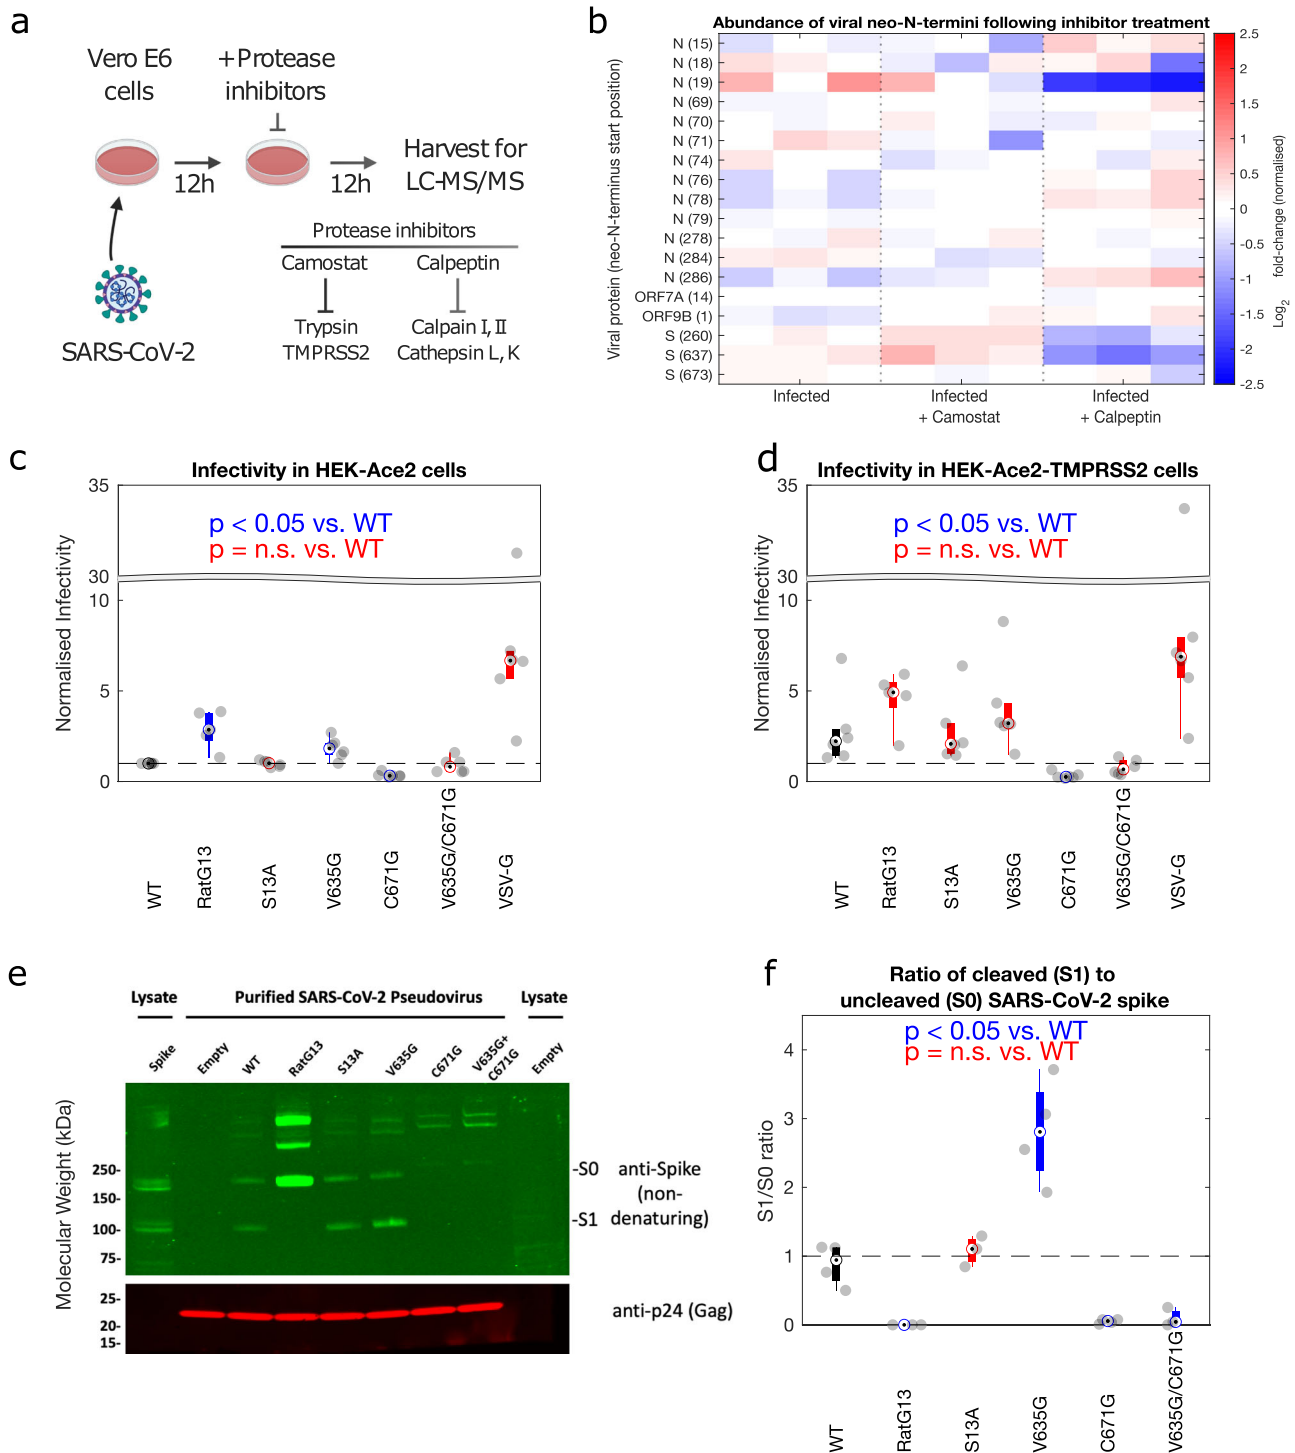 a
Vero E6
cells
+Protease
inhibitors
12h
12h
Harvest for
LC-MS/MS
SARS-CoV-2
Protease inhibitors
Camostat
Calpeptin
Trypsin
TMPRSS2
Calpain I, II
Cathepsin L, K
b
Abundance of viral neo-N-termini following inhibitor treatment
Viral protein (neo-N-terminus start position)
N (15)
N (18)
N (19)
N (69)
N (70)
N (71)
N (74)
N (76)
N (78)
N (79)
N (278)
N (284)
N (286)
ORF7A (14)
ORF9B (1)
S (260)
S (637)
S (673)
Infected
Infected
+ Camostat
Infected
+ Calpeptin
2.5
2
1.5
1
0.5
0
-0.5
-1
-1.5
-2
-2.5
Log2 fold-change (normalised)
c
Infectivity in HEK-Ace2 cells
Normalised Infectivity
35
30
10
5
0
p < 0.05 vs. WT
p = n.s. vs. WT
WT
RatG13
S13A
V635G
C671G
V635G/C671G
VSV-G
d
Infectivity in HEK-Ace2-TMPRSS2 cells
Normalised Infectivity
35
30
10
5
0
p < 0.05 vs. WT
p = n.s. vs. WT
WT
RatG13
S13A
V635G
C671G
V635G/C671G
VSV-G
e
Lysate
Purified SARS-CoV-2 Pseudovirus
Lysate
Spike
Empty
WT
RatG13
S13A
V635G
C671G
V635G+
C671G
Empty
Molecular Weight (kDa)
250-
150-
100-
75-
25-
20-
15-
-S0
-S1
anti-Spike
(non-
denaturing)
anti-p24 (Gag)
f
Ratio of cleaved (S1) to
uncleaved (S0) SARS-CoV-2 spike
S1/S0 ratio
4
3
2
1
0
p < 0.05 vs. WT
p = n.s. vs. WT
WT
RatG13
S13A
V635G
C671G
V635G/C671G